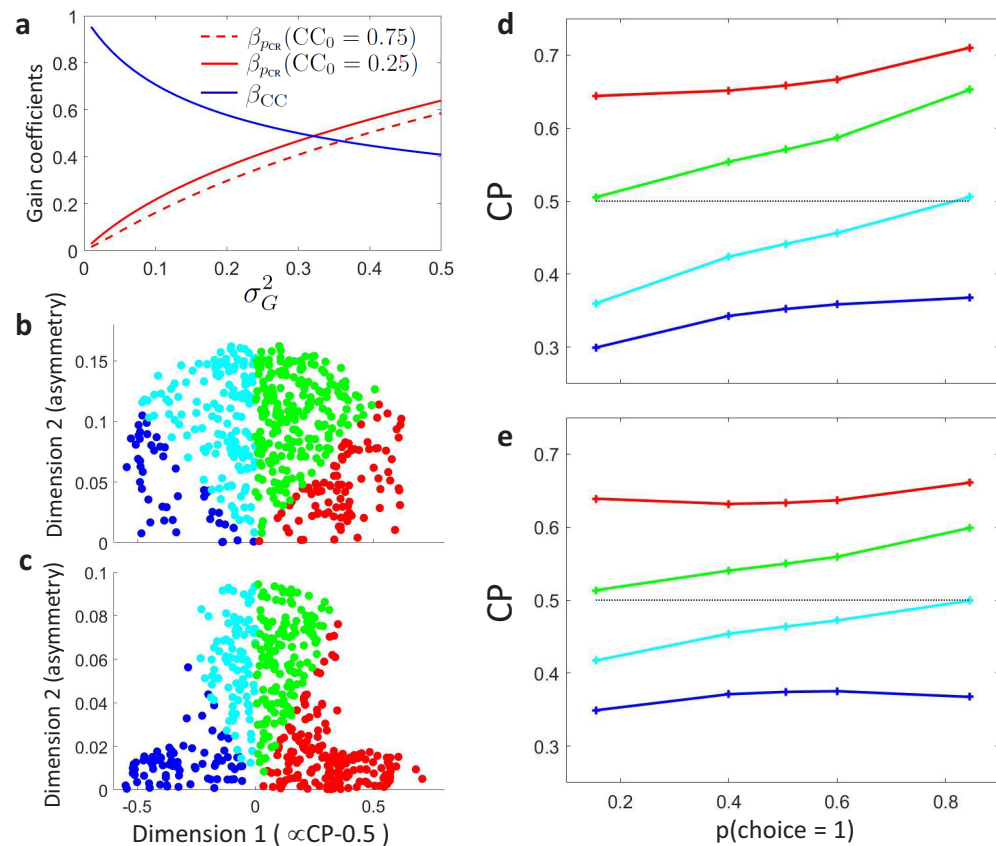 a
1
0.8
0.6
0.4
0.2
0
Gain coefficients
β_{p_CR}(CC_0 = 0.75)
β_{p_CR}(CC_0 = 0.25)
β_CC
0 0.1 0.2 0.3 0.4 0.5
σ_G^2
b
0.15
0.1
0.05
0
Dimension 2 (asymmetry)
c
0.1
0.08
0.06
0.04
0.02
0
Dimension 2 (asymmetry)
-0.5 0 0.5
Dimension 1 ( ∝CP-0.5 )
d
0.7
0.6
0.5
0.4
0.3
CP
e
0.7
0.6
0.5
0.4
0.3
CP
0.2 0.4 0.6 0.8
p(choice = 1)